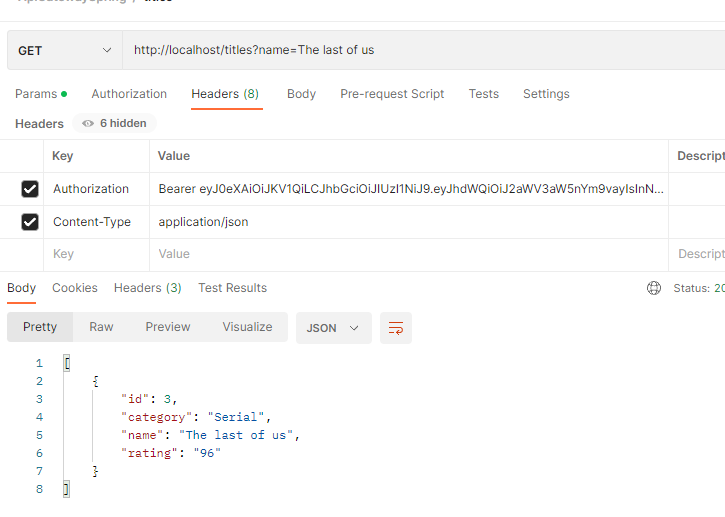 GET http://localhost/titles?name=The last of us
Params Authorization Headers (8) Body Pre-request Script Tests Settings
Headers 6 hidden
Key Value Descript
Authorization Bearer eyJ0eXAiOiJKV1QiLCJhbGciOiJIUzI1NiJ9.eyJhdWQiOiJ2aWV3aW5nYm9vayIsInN...
Content-Type application/json
Key Value Descript
Body Cookies Headers (3) Test Results Status: 20
Pretty Raw Preview Visualize JSON
1 [
2 {
3 "id": 3,
4 "category": "Serial",
5 "name": "The last of us",
6 "rating": "96"
7 }
8 ]